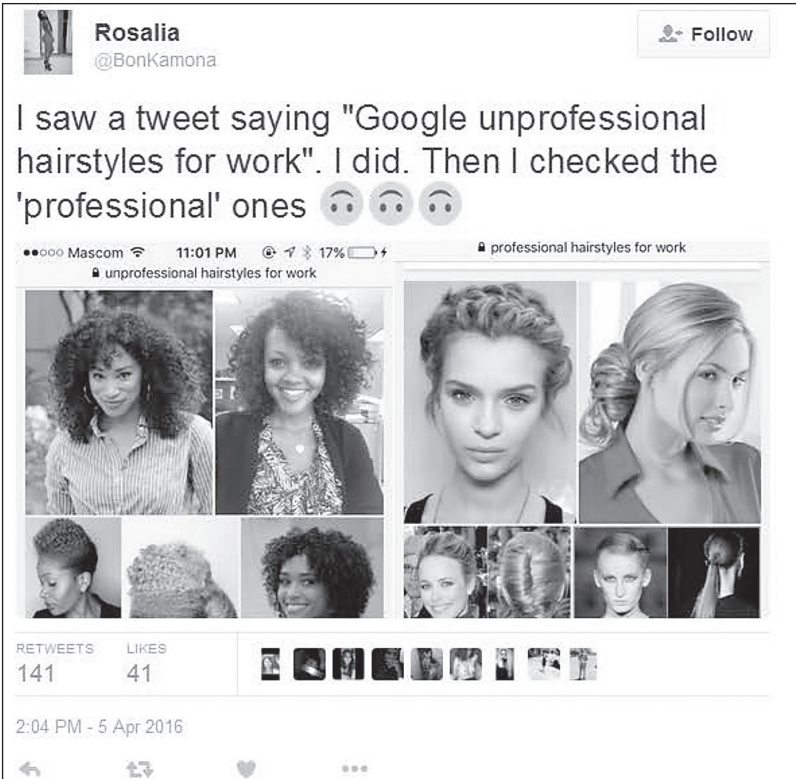 Rosalia
@BonKamona
Follow
I saw a tweet saying "Google unprofessional
hairstyles for work". I did. Then I checked the
'professional' ones 🙃🙃🙃
Mascom 11:01 PM 17%
unprofessional hairstyles for work
professional hairstyles for work
RETWEETS LIKES
141 41
2:04 PM - 5 Apr 2016